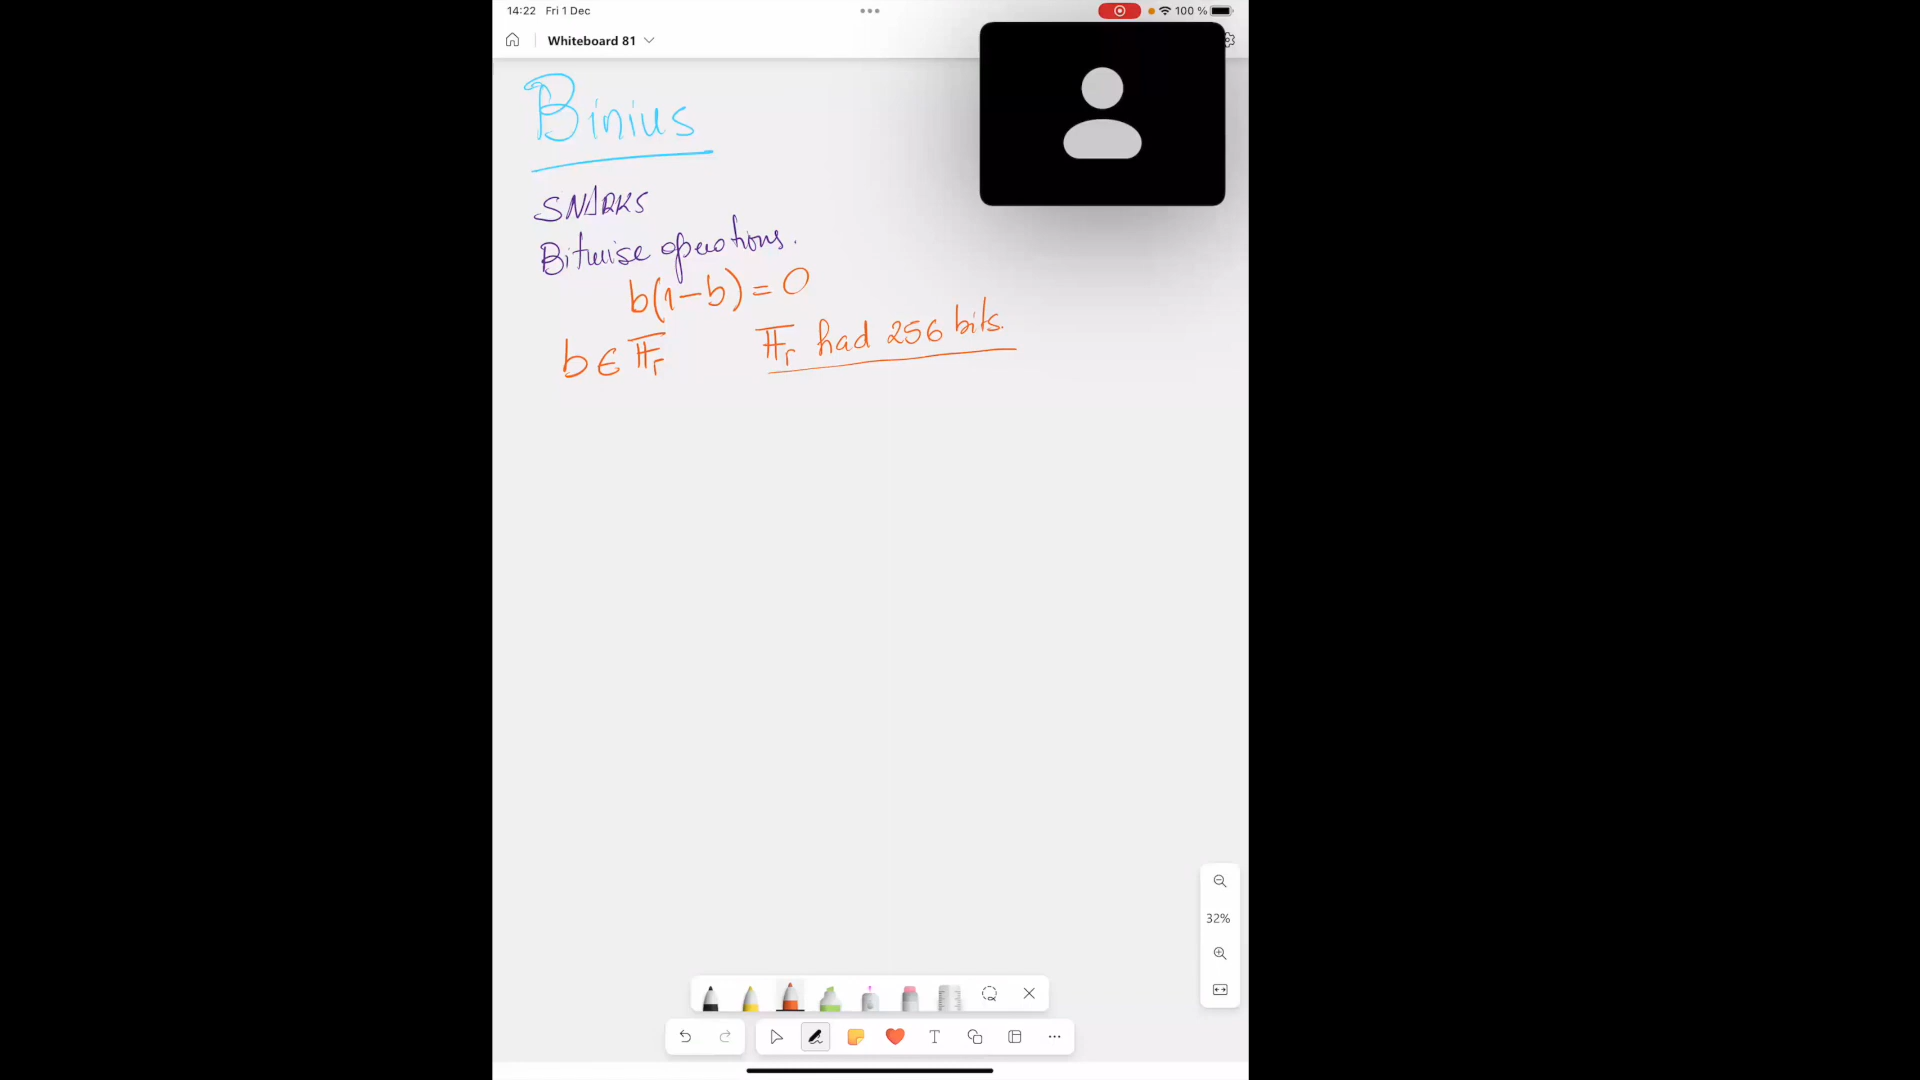 14:22 Fri 1 Dec
100 %
Whiteboard 81
Binius
SNARKS
Bitwise operations.
b(1-b)=0
b∈𝔽r 𝔽r had 256 bits.
32%